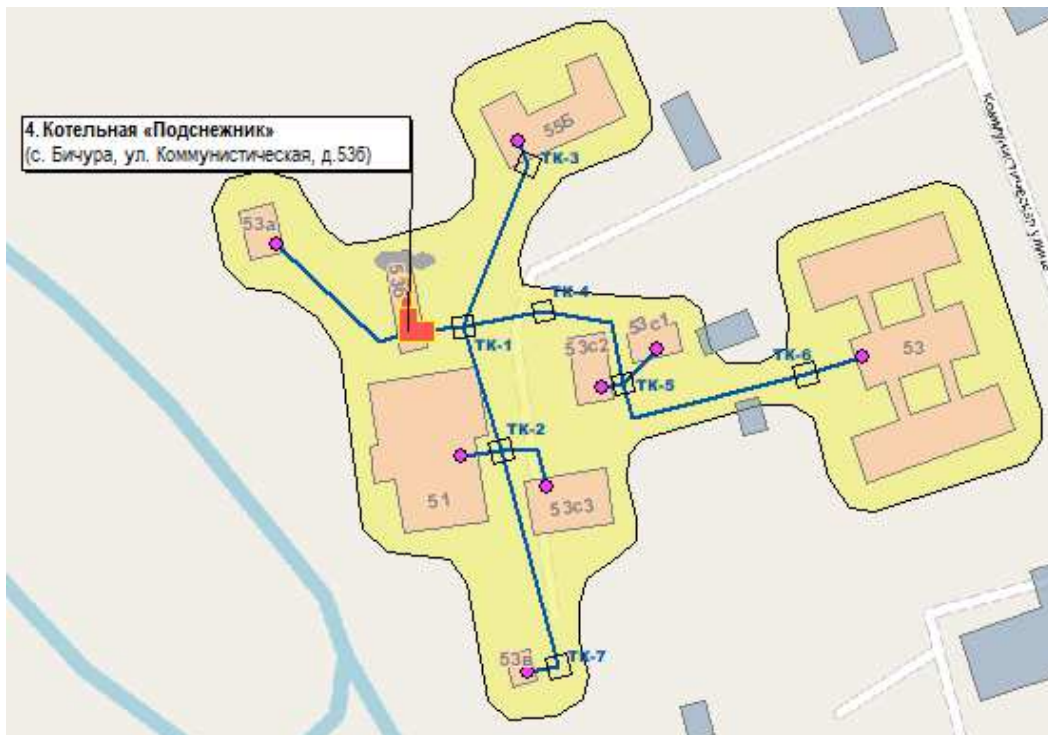 4. Котельная «Подснежник»
(с. Бичура, ул. Коммунистическая, д.53б)
55Б
ТК-3
Коммунистическая улица
53а
53б
ТК-4
ТК-1
53с1
53с2
53
ТК-6
ТК-5
ТК-2
51
53с3
53в
ТК-7